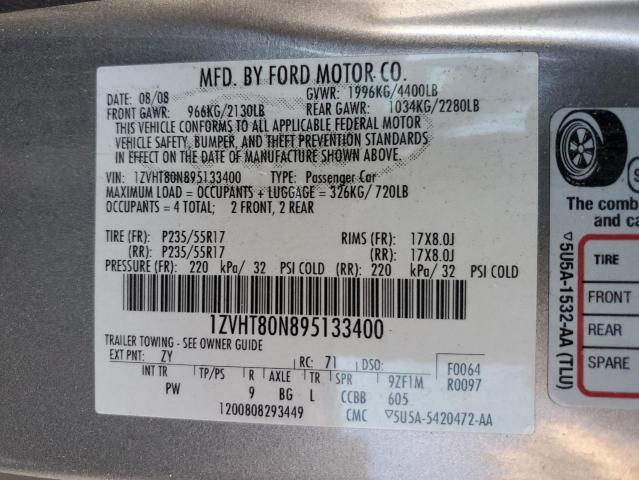 MFD. BY FORD MOTOR CO.
DATE: 08/08 GVWR: 1996KG/4400LB
FRONT GAWR: 966KG/2130LB REAR GAWR: 1034KG/2280LB
THIS VEHICLE CONFORMS TO ALL APPLICABLE FEDERAL MOTOR
VEHICLE SAFETY, BUMPER, AND THEFT PREVENTION STANDARDS
IN EFFECT ON THE DATE OF MANUFACTURE SHOWN ABOVE.
VIN: 1ZVHT80N895133400 TYPE: Passenger Car
MAXIMUM LOAD = OCCUPANTS + LUGGAGE = 326KG/ 720LB
OCCUPANTS = 4 TOTAL; 2 FRONT, 2 REAR
TIRE (FR): P235/55R17 RIMS (FR): 17X8.0J
(RR): P235/55R17 (RR): 17X8.0J
PRESSURE (FR): 220 kPa/ 32 PSI COLD (RR): 220 kPa/ 32 PSI COLD
1ZVHT80N895133400
TRAILER TOWING - SEE OWNER GUIDE
EXT PNT: ZY RC: 71 DSO: F0064
R0097
INT TR TP/PS R AXLE TR SPR 9ZF1M
PW 9 BG L CCBB 605
1200808293449 CMC ▽5U5A-5420472-AA
▽5U5A-1532-AA (TLU)
The comb
and ca
TIRE
FRONT
REAR
SPARE